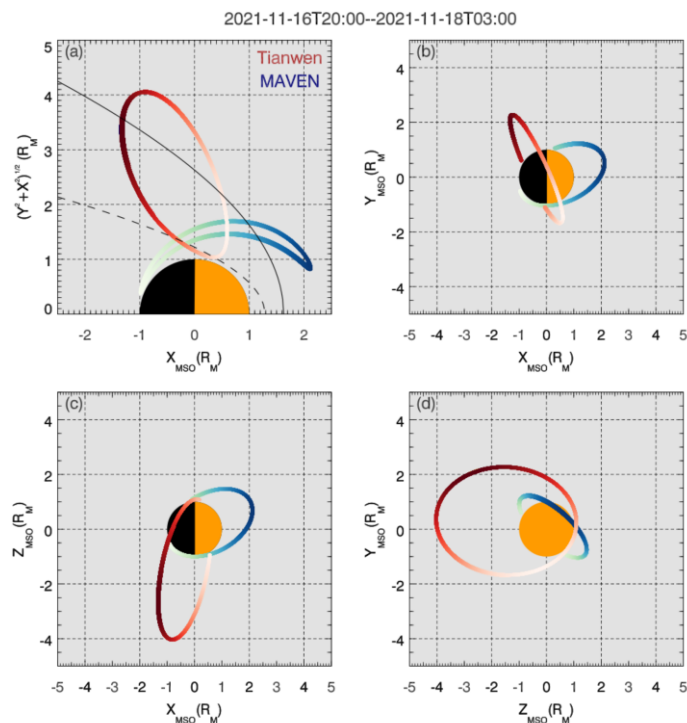 2021-11-16T20:00--2021-11-18T03:00
(a)
Tianwen
MAVEN
(Y²+X²)^1/2 (R_M)
5
4
3
2
1
0
-2 -1 0 1 2
X_MSO(R_M)
(b)
Y_MSO(R_M)
4
2
0
-2
-4
-5 -4 -3 -2 -1 0 1 2 3 4 5
X_MSO(R_M)
(c)
Z_MSO(R_M)
4
2
0
-2
-4
-5 -4 -3 -2 -1 0 1 2 3 4 5
X_MSO(R_M)
(d)
Y_MSO(R_M)
4
2
0
-2
-4
-5 -4 -3 -2 -1 0 1 2 3 4 5
Z_MSO(R_M)